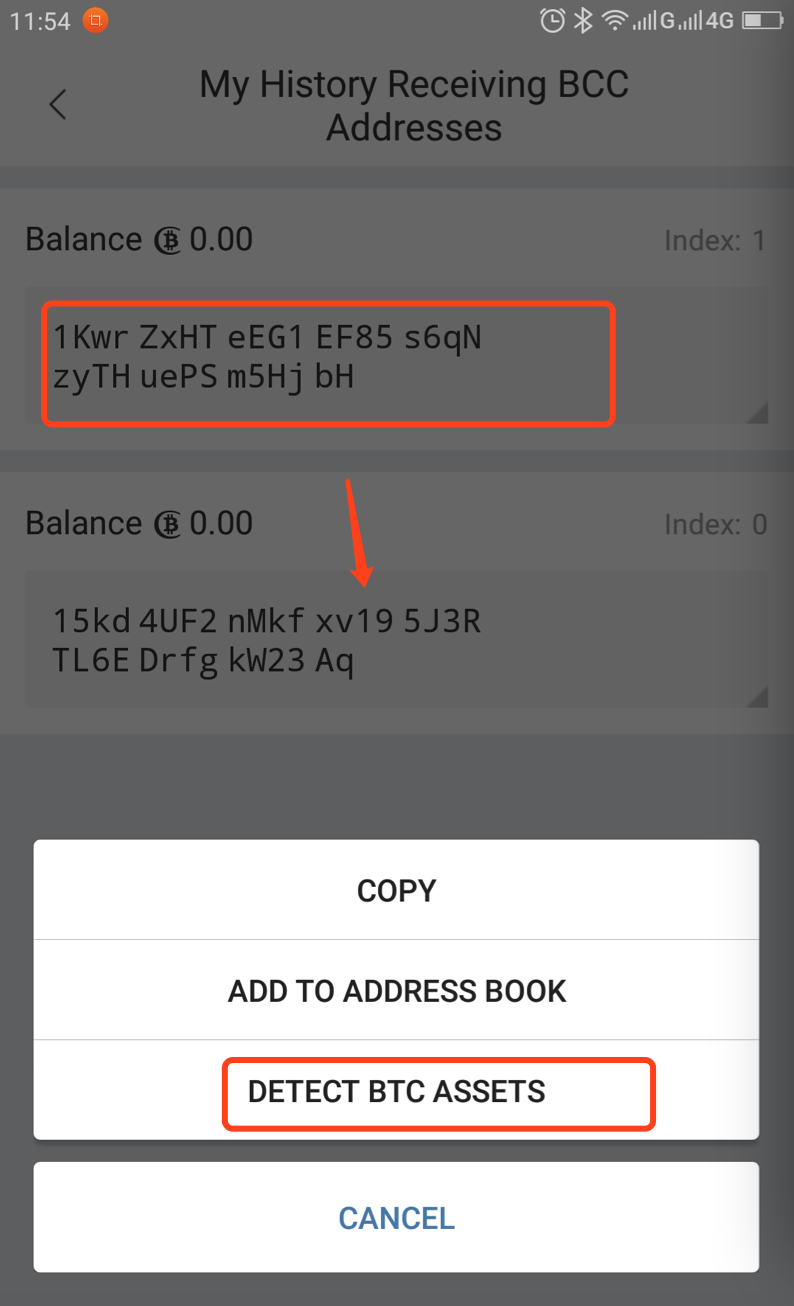 11:54 G 4G
My History Receiving BCC
Addresses
Balance 0.00 Index: 1
1Kwr ZxHT eEG1 EF85 s6qN
zyTH uePS m5Hj bH
Balance 0.00 Index: 0
15kd 4UF2 nMkf xv19 5J3R
TL6E Drfg kW23 Aq
COPY
ADD TO ADDRESS BOOK
DETECT BTC ASSETS
CANCEL